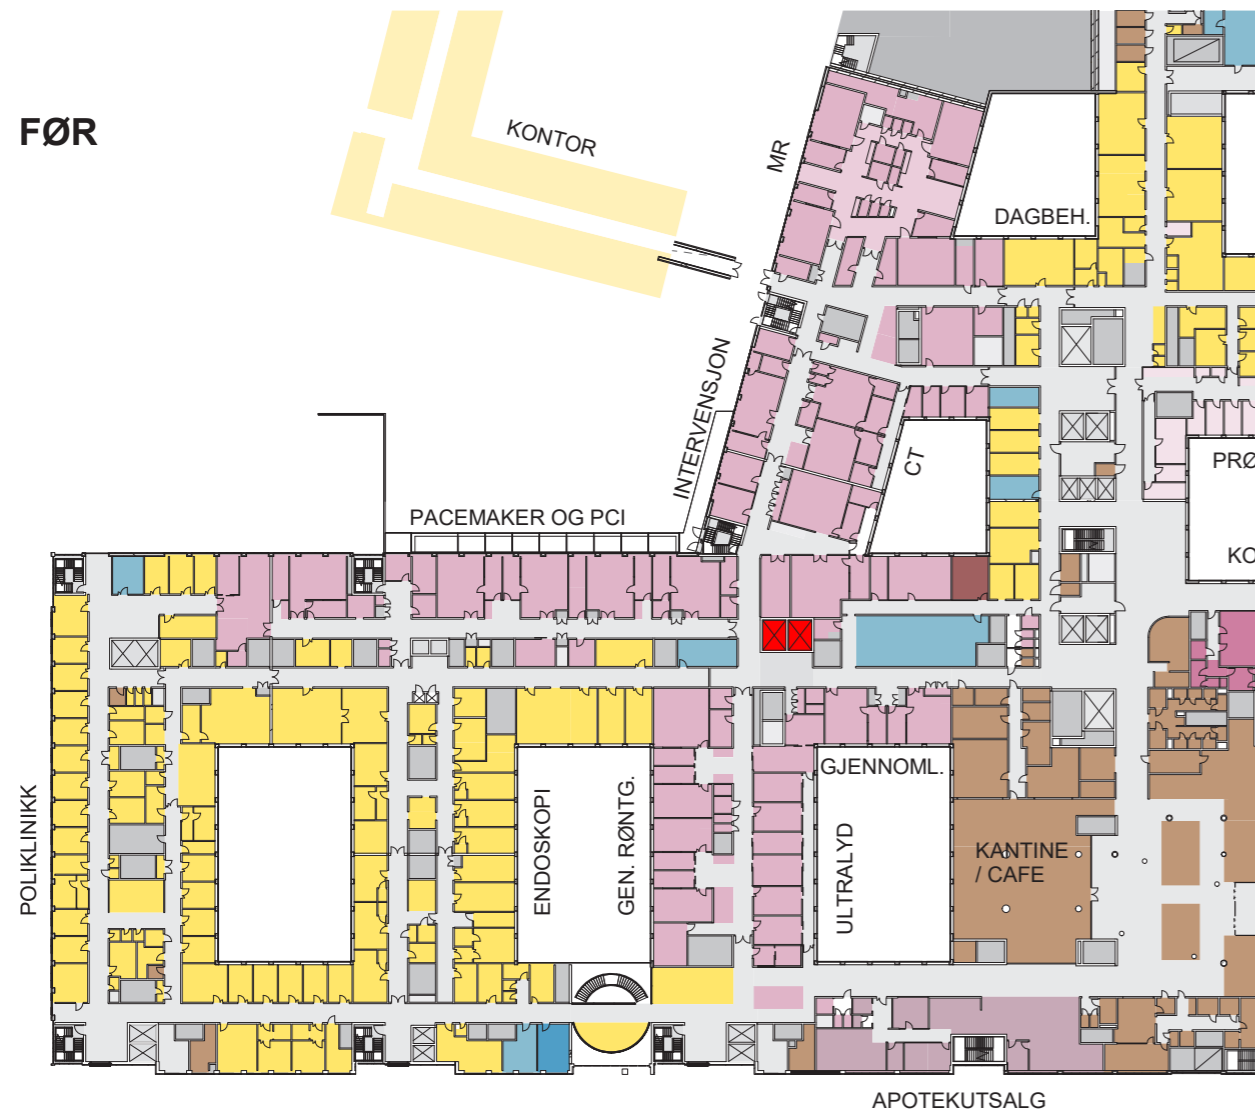 FØR
KONTOR
MR
DAGBEH.
INTERVENSJON
CT
PRØ
PACEMAKER OG PCI
KO
POLIKLINIKK
ENDOSKOPI
GEN. RØNTG.
GJENNOML.
ULTRALYD
KANTINE
/ CAFE
APOTEKUTSALG